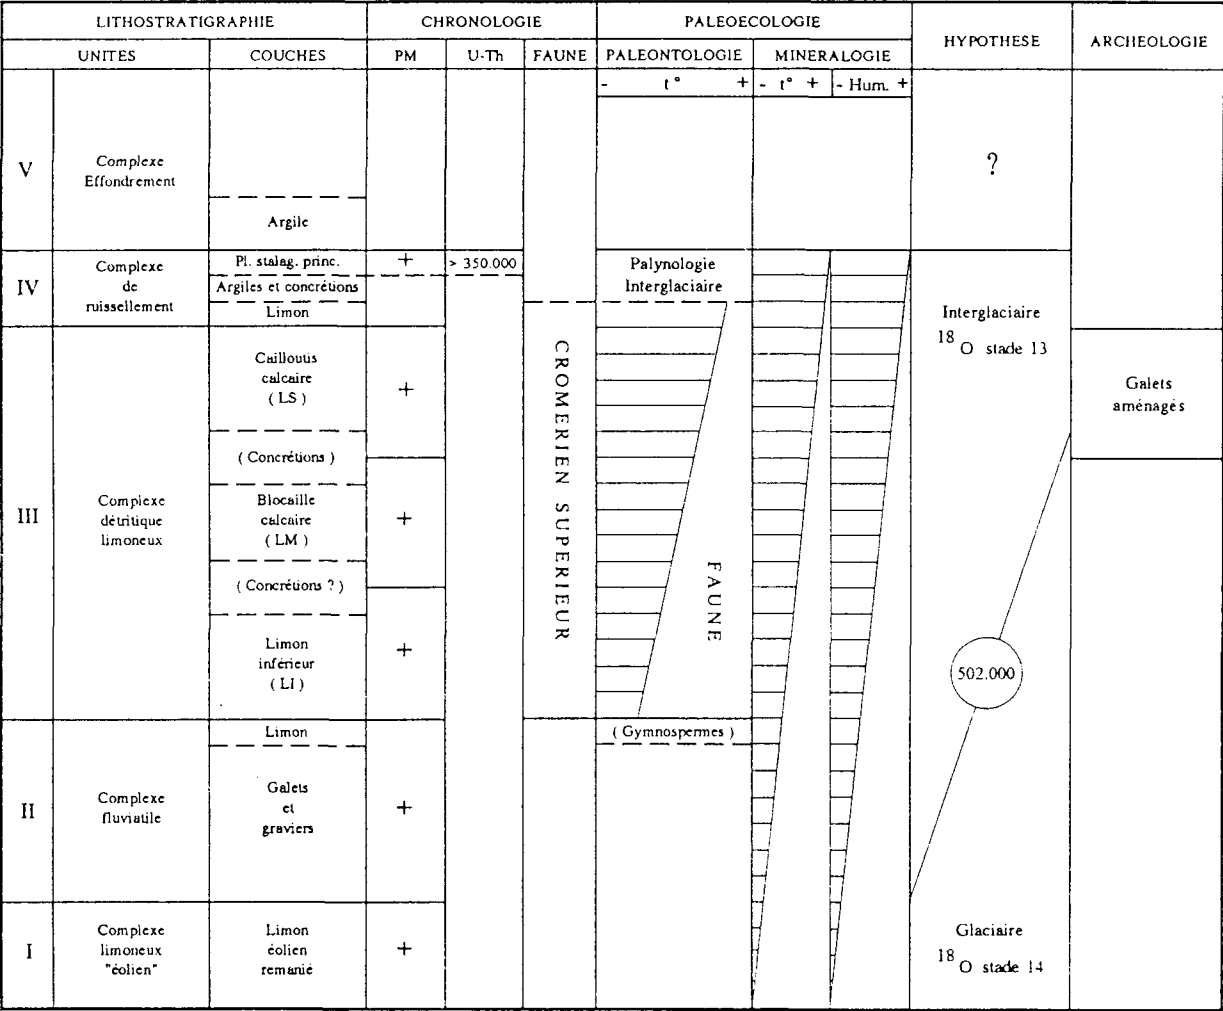 LITHOSTRATIGRAPHIE CHRONOLOGIE PALEOECOLOGIE HYPOTHESE ARCHEOLOGIE
UNITES COUCHES PM U-Th FAUNE PALEONTOLOGIE MINERALOGIE
- t° + - t° + - Hum. +
V
Complexe
Effondrement
?
Argile
IV
Complexe
de
ruissellement
Pl. stalag. princ.
+
> 350.000
Palynologie
Interglaciaire
Argiles et concrétions
Limon
Interglaciaire
18 O stade 13
III
Complexe
détritique
limoneux
Cailloutis
calcaire
( LS )
+
( Concrétions )
Blocaille
calcaire
( LM )
+
( Concrétions ? )
Limon
inférieur
( LI )
+
CROMERIEN SUPERIEUR
FAUNE
Galets
aménagés
502.000
II
Complexe
fluviatile
Limon
( Gymnospermes )
Galets
et
graviers
+
I
Complexe
limoneux
"éolien"
Limon
éolien
remanié
+
Glaciaire
18 O stade 14